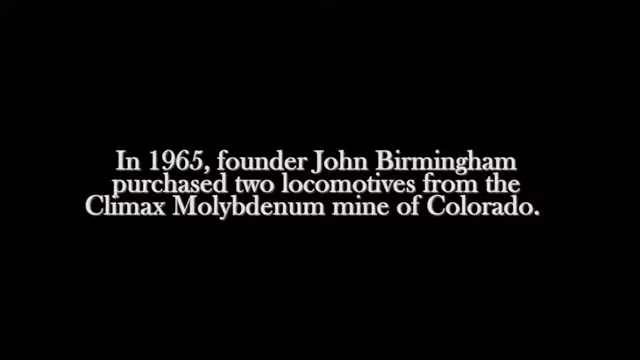 In 1965, founder John Birmingham
purchased two locomotives from the
Climax Molybdenum mine of Colorado.